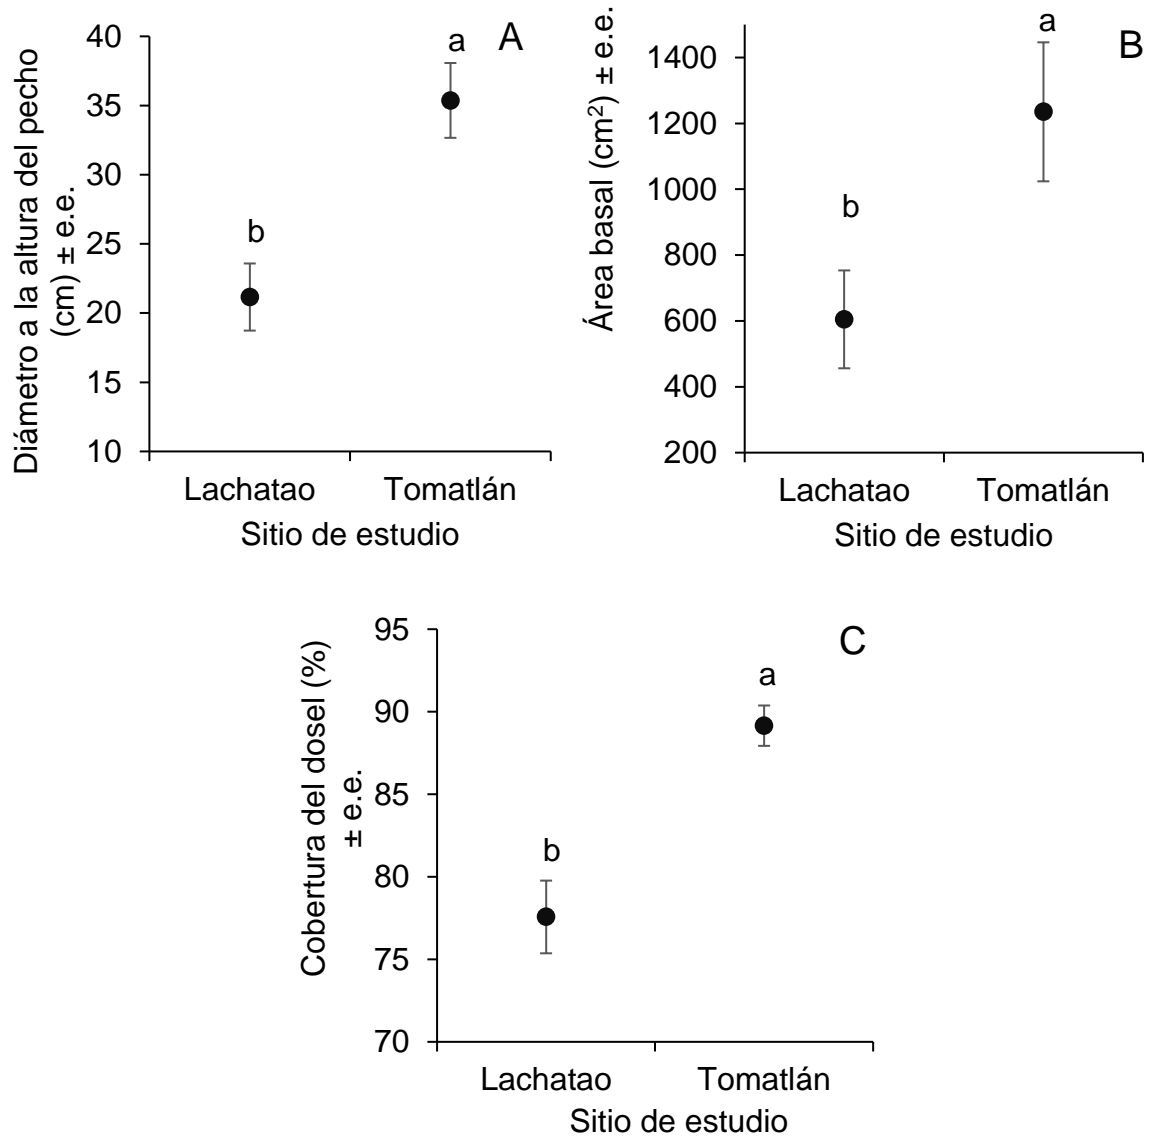 Diámetro a la altura del pecho
(cm) ± e.e.
40
35
30
25
20
15
10
b
a
A
Lachatao Tomatlán
Sitio de estudio
Área basal (cm²) ± e.e.
1400
1200
1000
800
600
400
200
b
a
B
Lachatao Tomatlán
Sitio de estudio
Cobertura del dosel (%)
± e.e.
95
90
85
80
75
70
b
a
C
Lachatao Tomatlán
Sitio de estudio